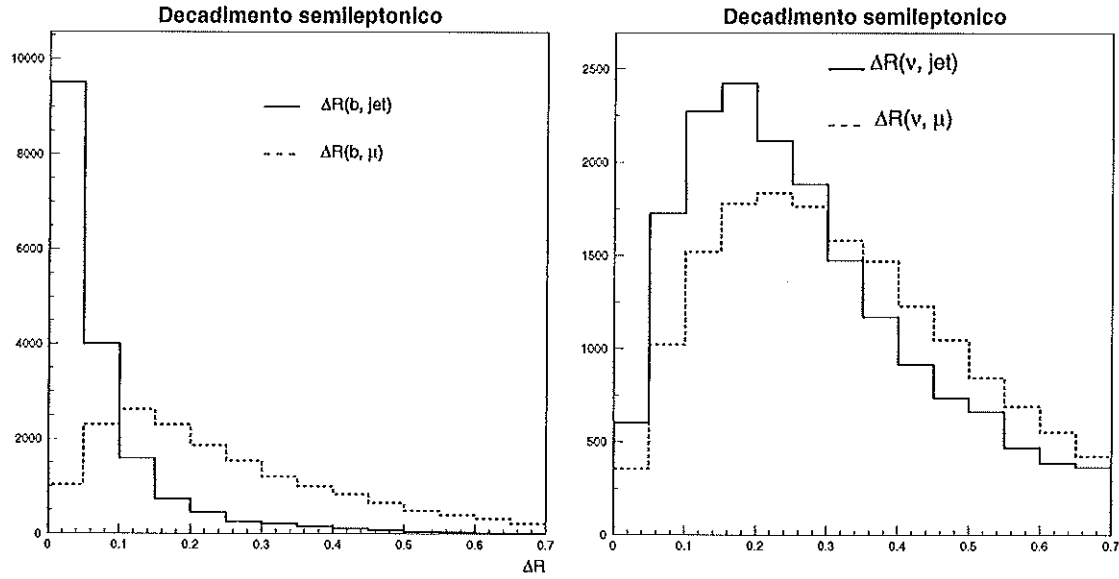 Decadimento semileptonico
10000
8000
6000
4000
2000
0
ΔR(b, jet)
ΔR(b, μ)
0 0.1 0.2 0.3 0.4 0.5 0.6 0.7
ΔR
Decadimento semileptonico
2500
2000
1500
1000
500
0
ΔR(ν, jet)
ΔR(ν, μ)
0 0.1 0.2 0.3 0.4 0.5 0.6 0.7